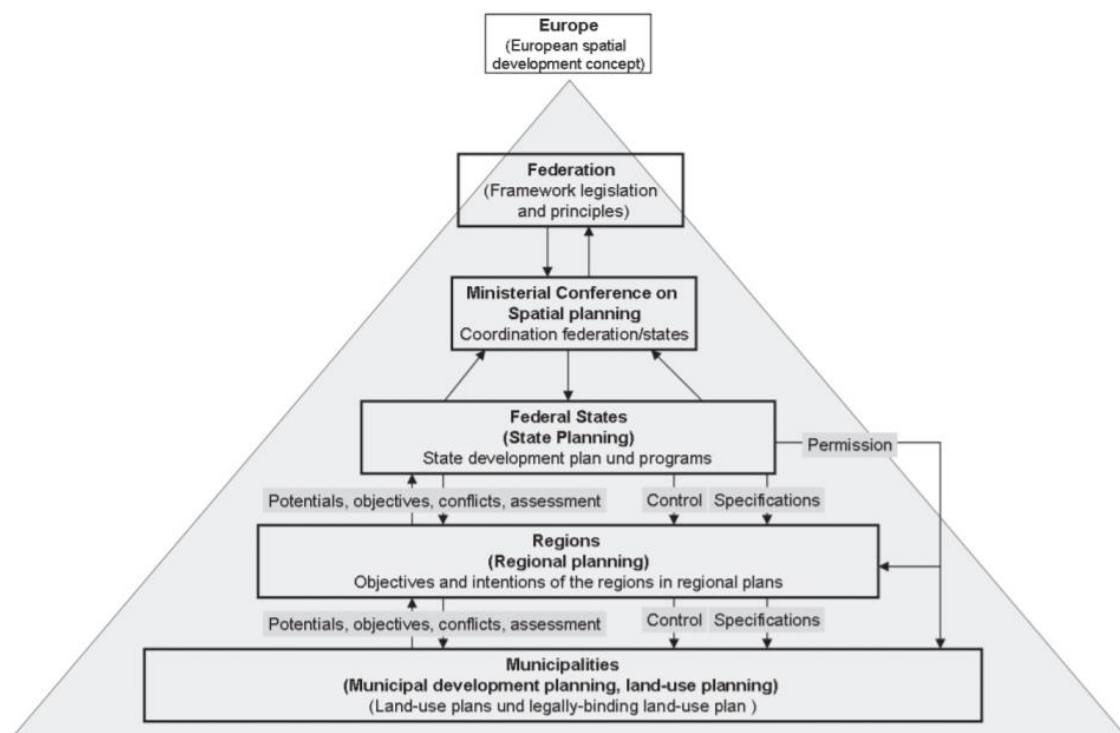 Europe
(European spatial
development concept)
Federation
(Framework legislation
and principles)
Ministerial Conference on
Spatial planning
Coordination federation/states
Federal States
(State Planning)
State development plan und programs
Permission
Potentials, objectives, conflicts, assessment
Control
Specifications
Regions
(Regional planning)
Objectives and intentions of the regions in regional plans
Potentials, objectives, conflicts, assessment
Control
Specifications
Municipalities
(Municipal development planning, land-use planning)
(Land-use plans und legally-binding land-use plan )